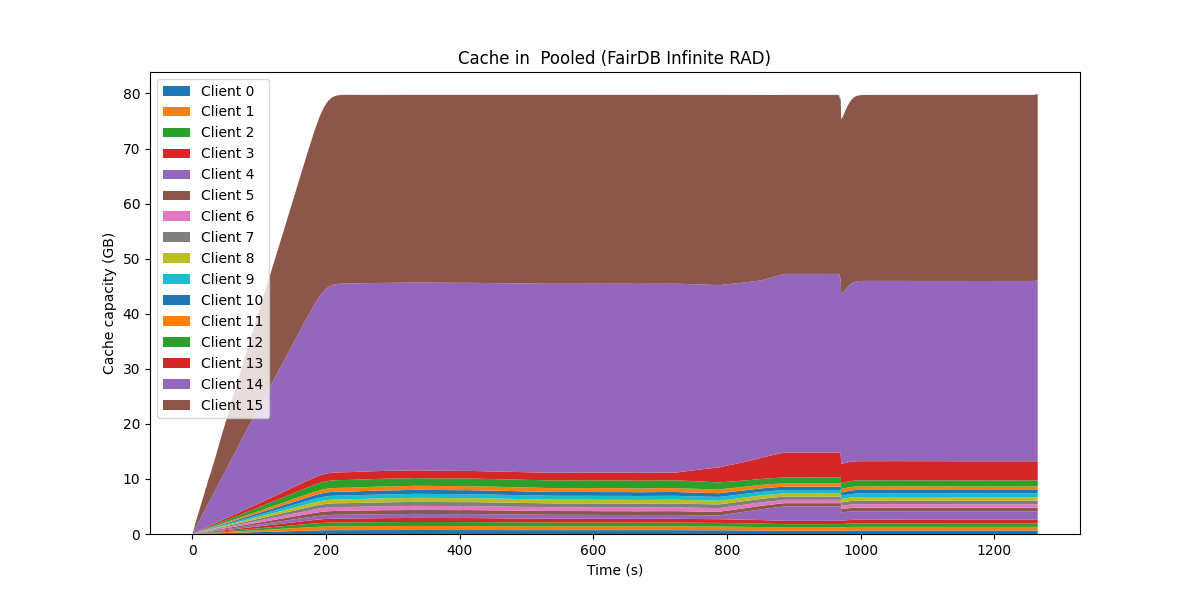 Cache in  Pooled (FairDB Infinite RAD)
Cache capacity (GB)
80
70
60
50
40
30
20
10
0
Client 0
Client 1
Client 2
Client 3
Client 4
Client 5
Client 6
Client 7
Client 8
Client 9
Client 10
Client 11
Client 12
Client 13
Client 14
Client 15
0 200 400 600 800 1000 1200
Time (s)